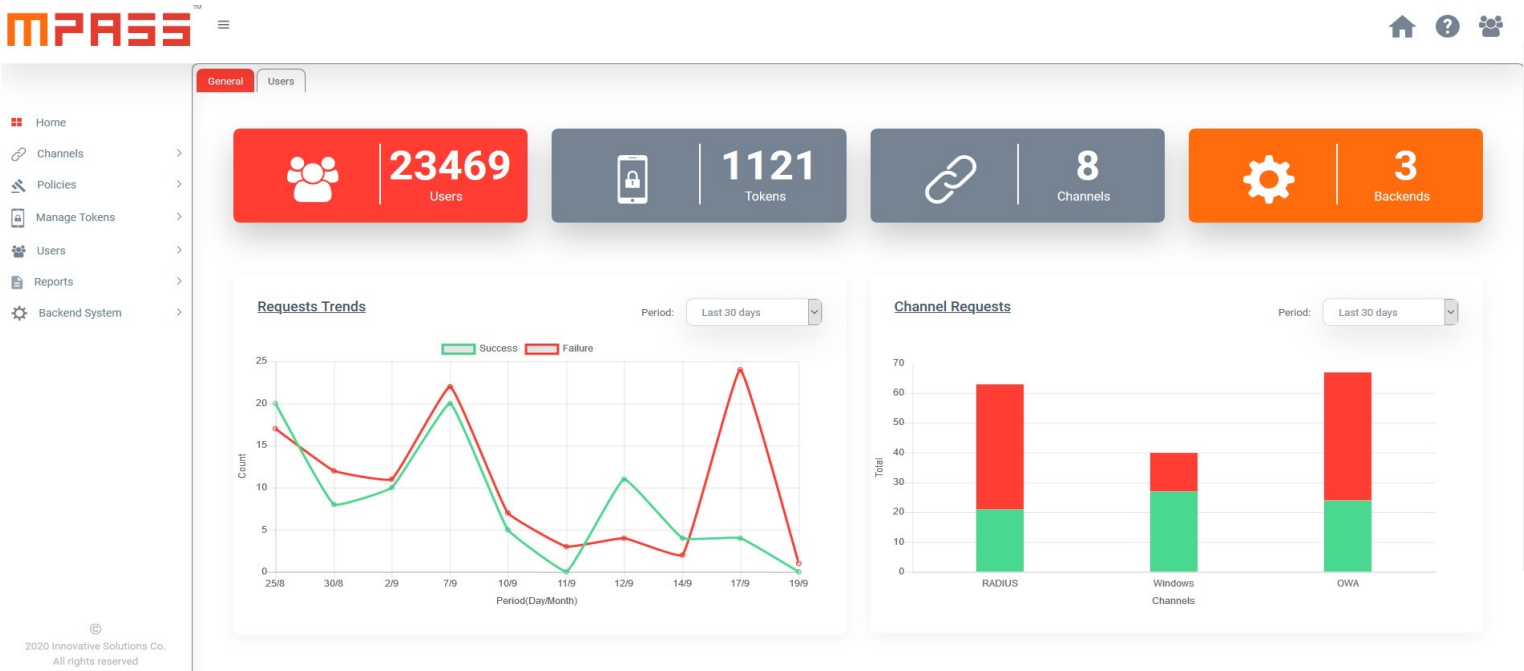 MPASS™
General
Users
Home
Channels
Policies
Manage Tokens
Users
Reports
Backend System
23469
Users
1121
Tokens
8
Channels
3
Backends
Requests Trends
Period:
Last 30 days
Success
Failure
25
20
15
10
5
0
Count
25/8
30/8
2/9
7/9
10/9
11/9
12/9
14/9
17/9
19/9
Period(Day/Month)
Channel Requests
Period:
Last 30 days
70
60
50
40
30
20
10
0
Total
RADIUS
Windows
OWA
Channels
©
2020 Innovative Solutions Co.
All rights reserved